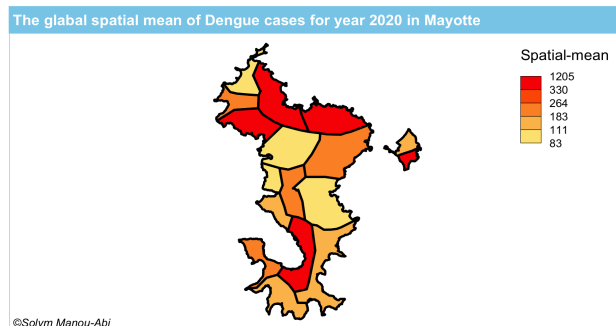 The glabal spatial mean of Dengue cases for year 2020 in Mayotte
Spatial-mean
1205
330
264
183
111
83
©Solym Manou-Abi